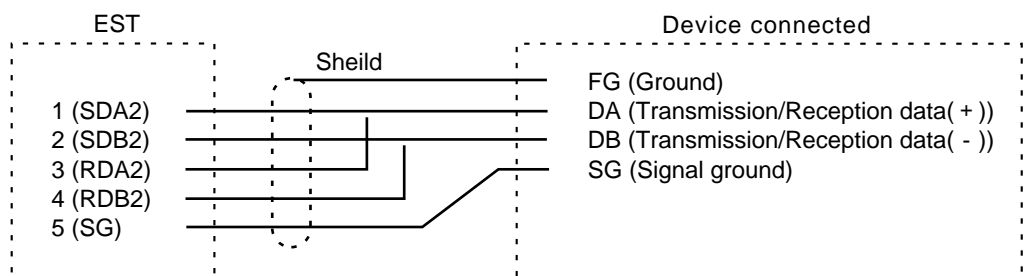 EST
Device connected
Sheild
FG (Ground)
1 (SDA2)
DA (Transmission/Reception data( + ))
2 (SDB2)
DB (Transmission/Reception data( - ))
3 (RDA2)
SG (Signal ground)
4 (RDB2)
5 (SG)